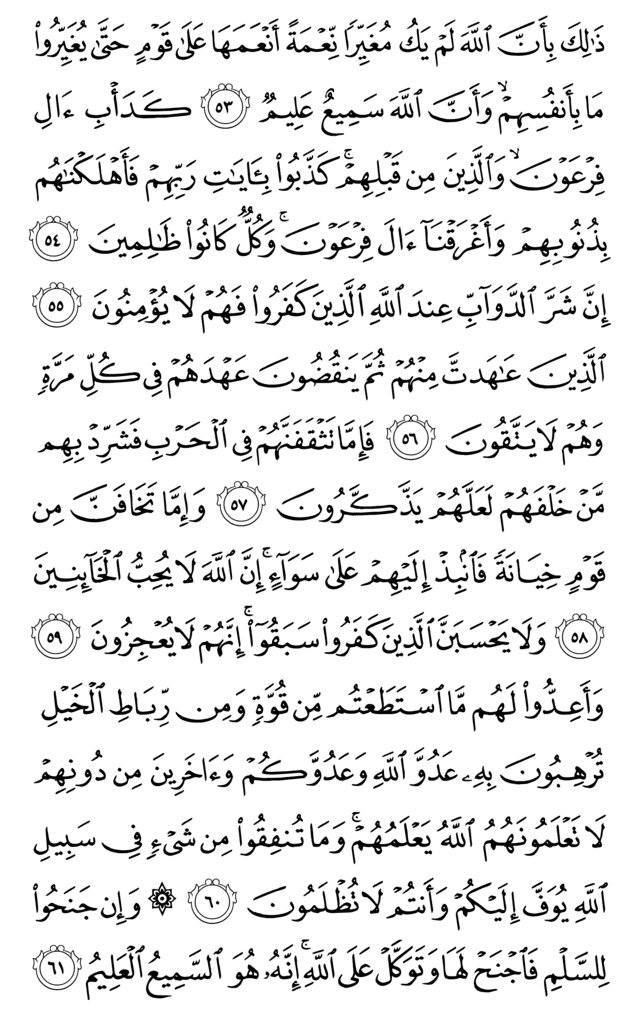 ذَٰلِكَ بِأَنَّ ٱللَّهَ لَمْ يَكُ مُغَيِّرًا نِّعْمَةً أَنْعَمَهَا عَلَىٰ قَوْمٍ حَتَّىٰ يُغَيِّرُوا۟
مَا بِأَنفُسِهِمْ ۙ وَأَنَّ ٱللَّهَ سَمِيعٌ عَلِيمٌ ٥٣ كَدَأْبِ ءَالِ
فِرْعَوْنَ ۙ وَٱلَّذِينَ مِن قَبْلِهِمْ ۚ كَذَّبُوا۟ بِـَٔايَـٰتِ رَبِّهِمْ فَأَهْلَكْنَـٰهُم
بِذُنُوبِهِمْ وَأَغْرَقْنَآ ءَالَ فِرْعَوْنَ ۚ وَكُلٌّ كَانُوا۟ ظَـٰلِمِينَ ٥٤
إِنَّ شَرَّ ٱلدَّوَآبِّ عِندَ ٱللَّهِ ٱلَّذِينَ كَفَرُوا۟ فَهُمْ لَا يُؤْمِنُونَ ٥٥
ٱلَّذِينَ عَـٰهَدتَّ مِنْهُمْ ثُمَّ يَنقُضُونَ عَهْدَهُمْ فِى كُلِّ مَرَّةٍ
وَهُمْ لَا يَتَّقُونَ ٥٦ فَإِمَّا تَثْقَفَنَّهُمْ فِى ٱلْحَرْبِ فَشَرِّدْ بِهِم
مَّنْ خَلْفَهُمْ لَعَلَّهُمْ يَذَّكَّرُونَ ٥٧ وَإِمَّا تَخَافَنَّ مِن
قَوْمٍ خِيَانَةً فَٱنۢبِذْ إِلَيْهِمْ عَلَىٰ سَوَآءٍ ۚ إِنَّ ٱللَّهَ لَا يُحِبُّ ٱلْخَآئِنِينَ
٥٨ وَلَا يَحْسَبَنَّ ٱلَّذِينَ كَفَرُوا۟ سَبَقُوٓا۟ ۚ إِنَّهُمْ لَا يُعْجِزُونَ ٥٩
وَأَعِدُّوا۟ لَهُم مَّا ٱسْتَطَعْتُم مِّن قُوَّةٍ وَمِن رِّبَاطِ ٱلْخَيْلِ
تُرْهِبُونَ بِهِۦ عَدُوَّ ٱللَّهِ وَعَدُوَّكُمْ وَءَاخَرِينَ مِن دُونِهِمْ
لَا تَعْلَمُونَهُمُ ٱللَّهُ يَعْلَمُهُمْ ۚ وَمَا تُنفِقُوا۟ مِن شَىْءٍ فِى سَبِيلِ
ٱللَّهِ يُوَفَّ إِلَيْكُمْ وَأَنتُمْ لَا تُظْلَمُونَ ٦٠ ۞ وَإِن جَنَحُوا۟
لِلسَّلْمِ فَٱجْنَحْ لَهَا وَتَوَكَّلْ عَلَى ٱللَّهِ ۚ إِنَّهُۥ هُوَ ٱلسَّمِيعُ ٱلْعَلِيمُ ٦١